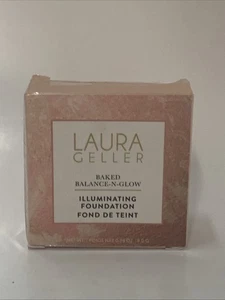 LAURA
GELLER
BAKED
BALANCE-N-GLOW
ILLUMINATING
FOUNDATION
FOND DE TEINT